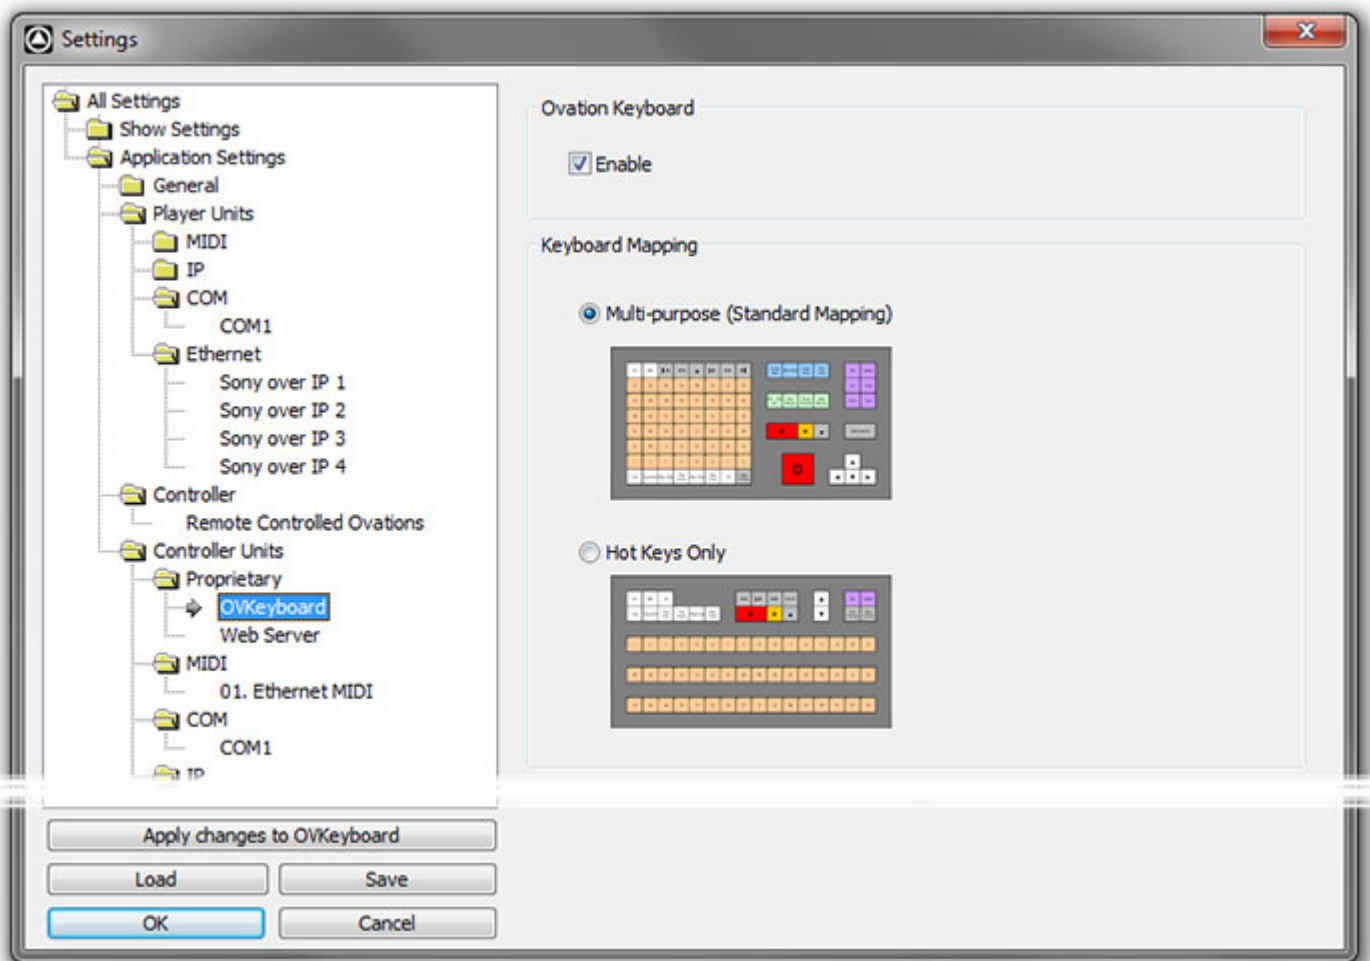 Settings
All Settings
Show Settings
Application Settings
General
Player Units
MIDI
IP
COM
COM1
Ethernet
Sony over IP 1
Sony over IP 2
Sony over IP 3
Sony over IP 4
Controller
Remote Controlled Ovations
Controller Units
Proprietary
OVKeyboard
Web Server
MIDI
01. Ethernet MIDI
COM
COM1
IP
Apply changes to OVKeyboard
Load
Save
OK
Cancel
Ovation Keyboard
Enable
Keyboard Mapping
Multi-purpose (Standard Mapping)
Hot Keys Only